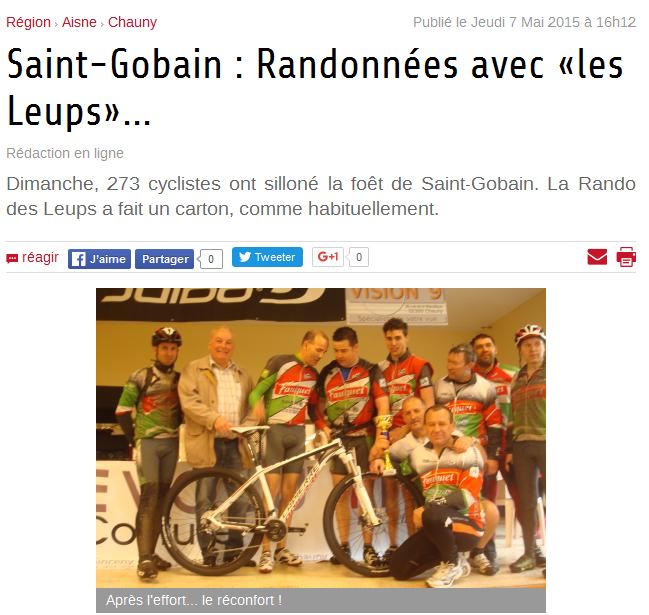 Région › Aisne › Chauny
Publié le Jeudi 7 Mai 2015 à 16h12
Saint-Gobain : Randonnées avec «les
Leups»...
Rédaction en ligne
Dimanche, 273 cyclistes ont silloné la foêt de Saint-Gobain. La Rando
des Leups a fait un carton, comme habituellement.
réagir
J'aime
Partager
0
Tweeter
G+1
0
VISION 9
Fauquet
Fauquet
Fauquet
Après l'effort... le réconfort !